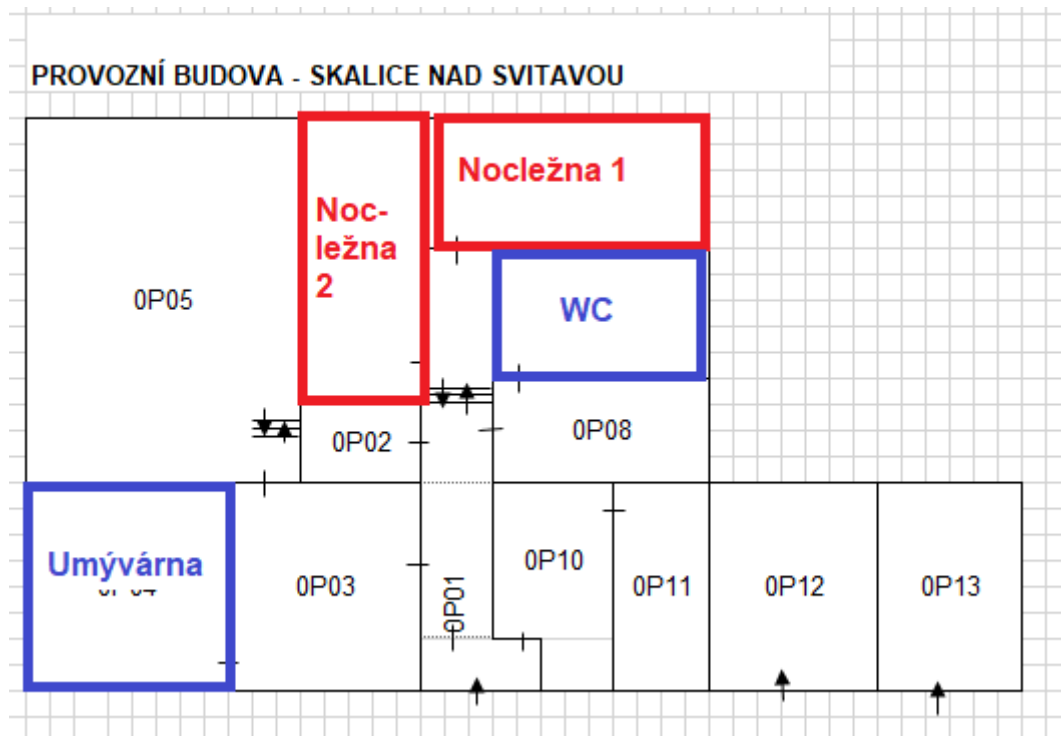 PROVOZNÍ BUDOVA - SKALICE NAD SVITAVOU
Nocležna 1
Noc-
ležna
2
0P05
WC
0P02
0P08
Umývárna
0P03
0P01
0P10
0P11
0P12
0P13